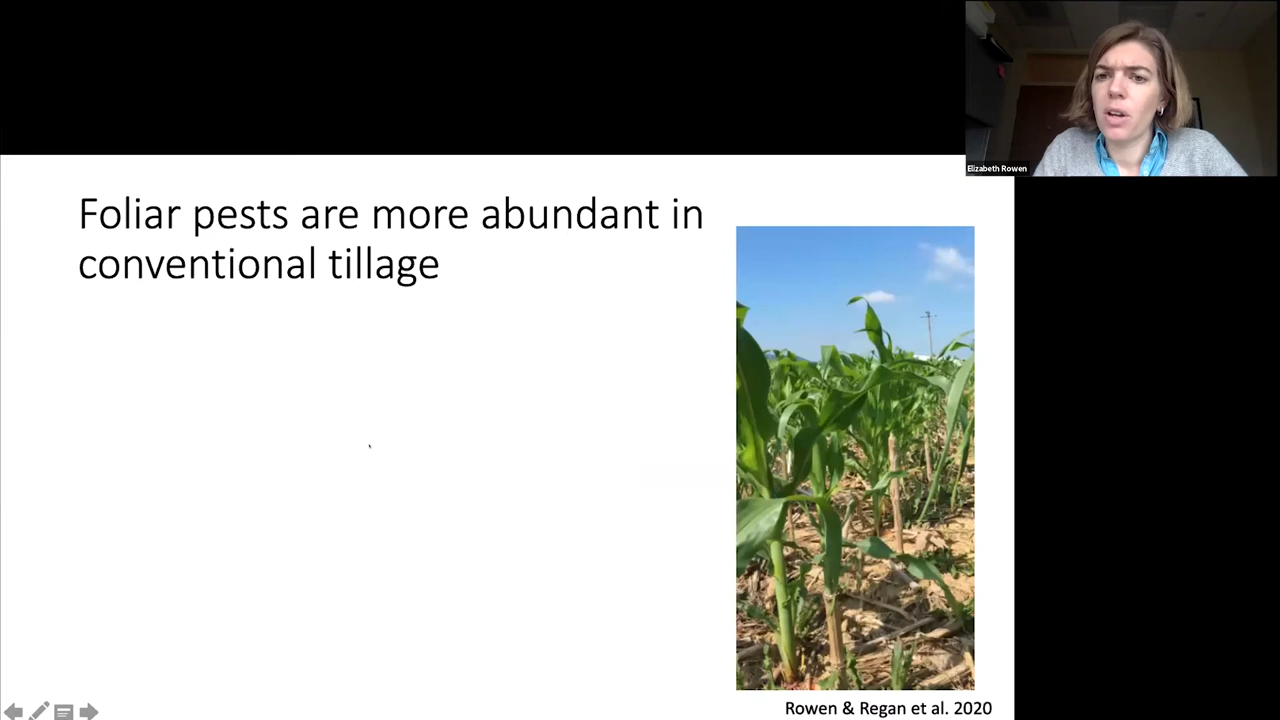 Elizabeth Rowen
Foliar pests are more abundant in
conventional tillage
Rowen & Regan et al. 2020